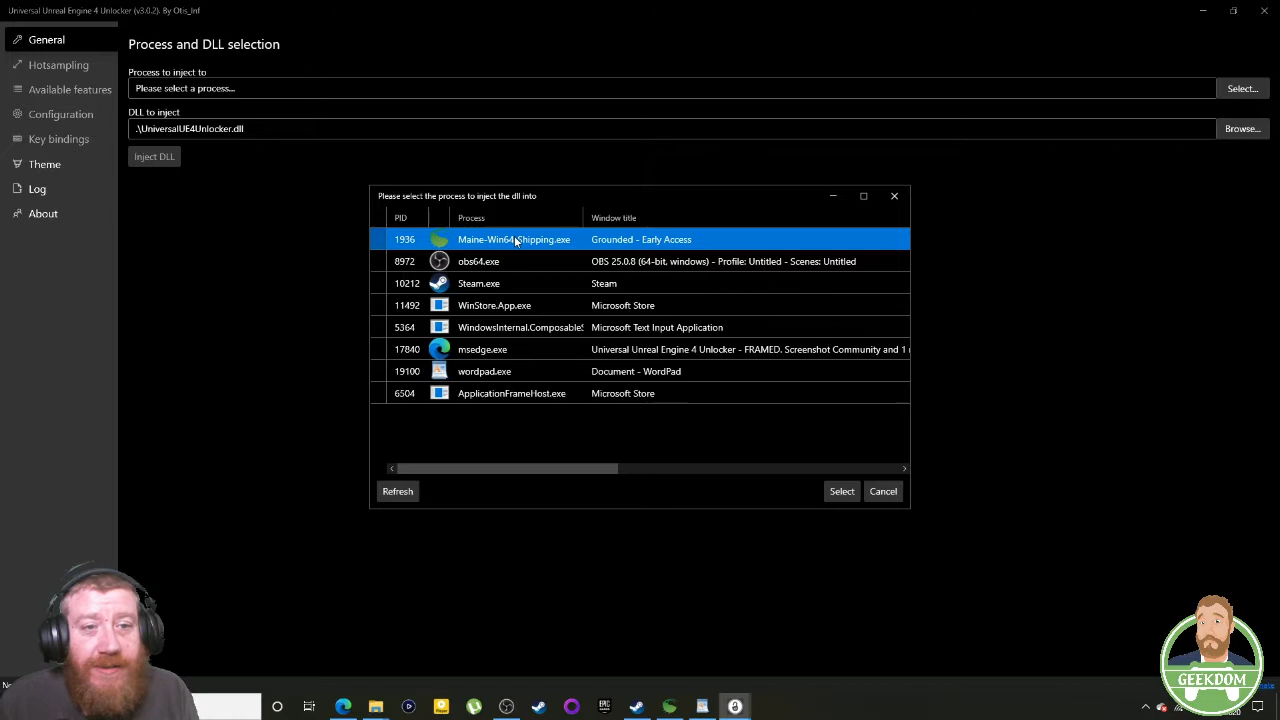 Universal Unreal Engine 4 Unlocker (v3.0.2). By Otis_Inf
General
Hotsampling
Available features
Configuration
Key bindings
Theme
Log
About
Process and DLL selection
Process to inject to
Please select a process...
Select...
DLL to inject
.\UniversalUE4Unlocker.dll
Browse...
Inject DLL
Please select the process to inject the dll into
PID Process Window title
1936 Maine-Win64-Shipping.exe Grounded - Early Access
8972 obs64.exe OBS 25.0.8 (64-bit, windows) - Profile: Untitled - Scenes: Untitled
10212 Steam.exe Steam
11492 WinStore.App.exe Microsoft Store
5364 WindowsInternal.ComposableS Microsoft Text Input Application
17840 msedge.exe Universal Unreal Engine 4 Unlocker - FRAMED. Screenshot Community and 1
19100 wordpad.exe Document - WordPad
6504 ApplicationFrameHost.exe Microsoft Store
Refresh
Select
Cancel
GEEKDOM
EPIC